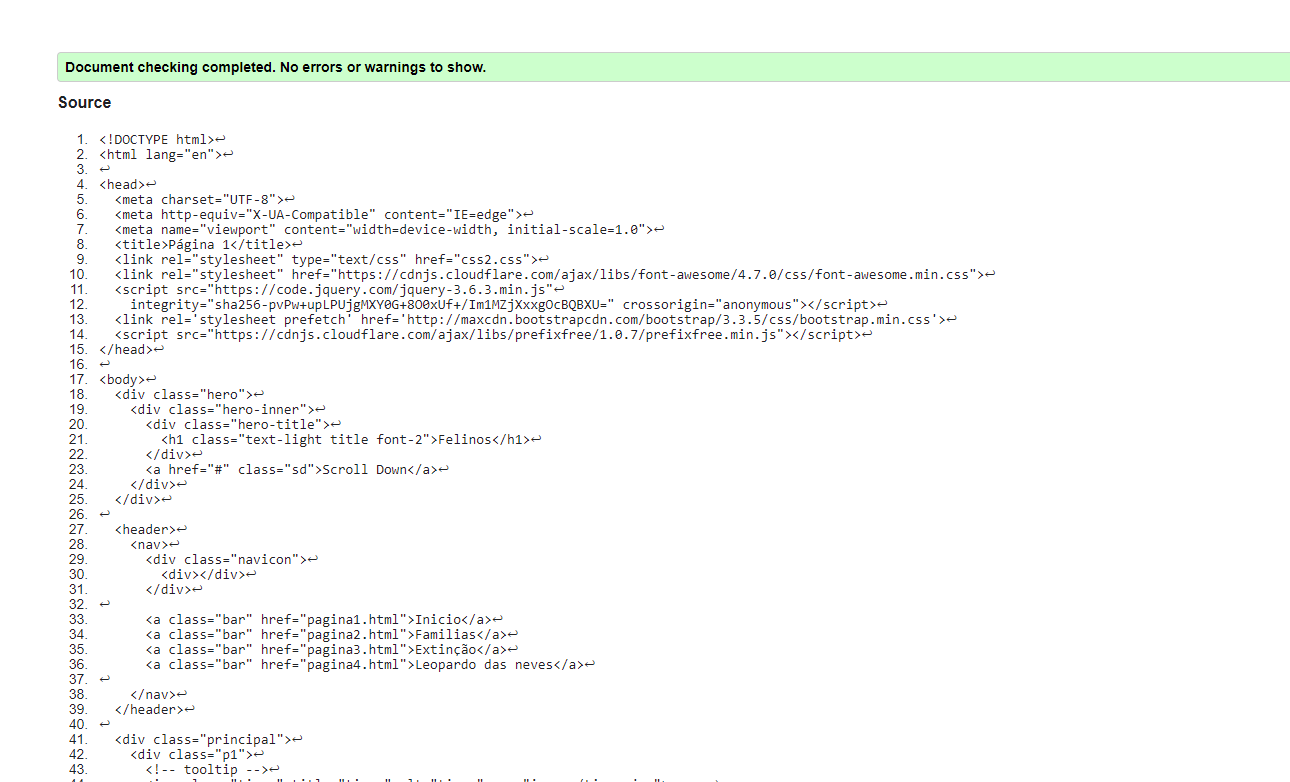 Document checking completed. No errors or warnings to show.
Source
1. <!DOCTYPE html>↩
2. <html lang="en">↩
3. ↩
4. <head>↩
5. <meta charset="UTF-8">↩
6. <meta http-equiv="X-UA-Compatible" content="IE=edge">↩
7. <meta name="viewport" content="width=device-width, initial-scale=1.0">↩
8. <title>Página 1</title>↩
9. <link rel="stylesheet" type="text/css" href="css2.css">↩
10. <link rel="stylesheet" href="https://cdnjs.cloudflare.com/ajax/libs/font-awesome/4.7.0/css/font-awesome.min.css">↩
11. <script src="https://code.jquery.com/jquery-3.6.3.min.js"↩
12. integrity="sha256-pvPw+upLPUjgMXY0G+8O0xUf+/Im1MZjXxxgOcBQBXU=" crossorigin="anonymous"></script>↩
13. <link rel='stylesheet prefetch' href='http://maxcdn.bootstrapcdn.com/bootstrap/3.3.5/css/bootstrap.min.css'>↩
14. <script src="https://cdnjs.cloudflare.com/ajax/libs/prefixfree/1.0.7/prefixfree.min.js"></script>↩
15. </head>↩
16. ↩
17. <body>↩
18. <div class="hero">↩
19. <div class="hero-inner">↩
20. <div class="hero-title">↩
21. <h1 class="text-light title font-2">Felinos</h1>↩
22. </div>↩
23. <a href="#" class="sd">Scroll Down</a>↩
24. </div>↩
25. </div>↩
26. ↩
27. <header>↩
28. <nav>↩
29. <div class="navicon">↩
30. <div></div>↩
31. </div>↩
32. ↩
33. <a class="bar" href="pagina1.html">Inicio</a>↩
34. <a class="bar" href="pagina2.html">Familias</a>↩
35. <a class="bar" href="pagina3.html">Extinção</a>↩
36. <a class="bar" href="pagina4.html">Leopardo das neves</a>↩
37. ↩
38. </nav>↩
39. </header>↩
40. ↩
41. <div class="principal">↩
42. <div class="p1">↩
43. <!-- tooltip -->↩